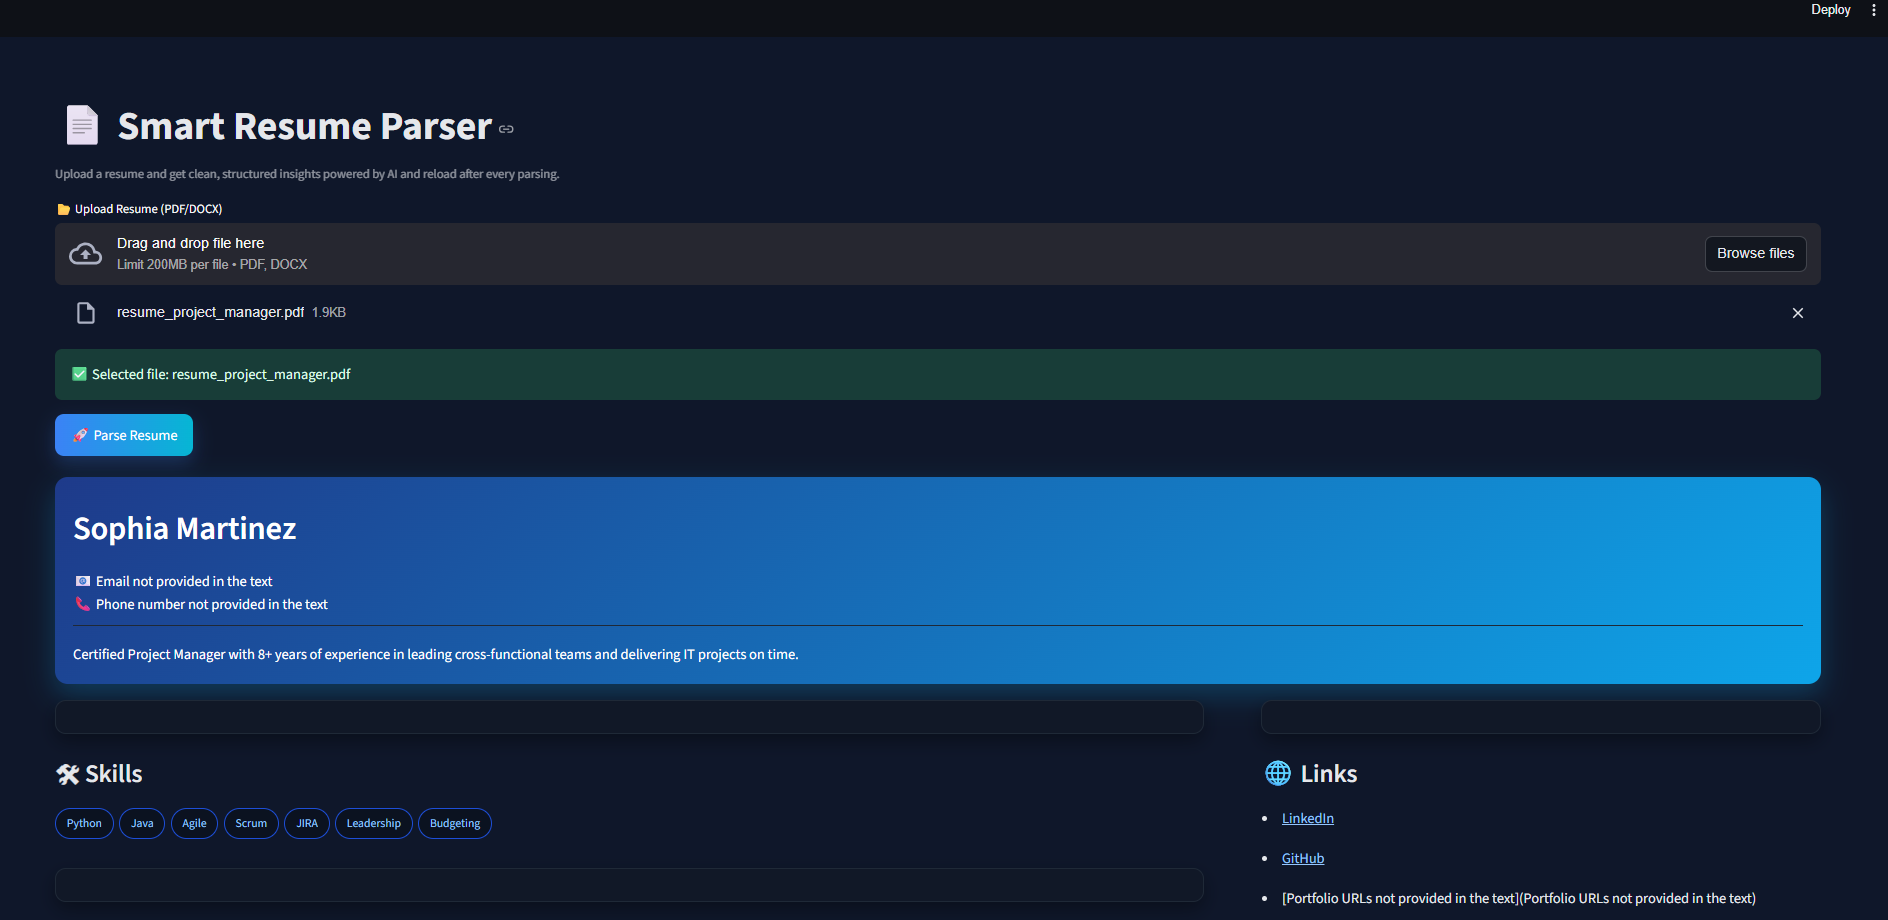 Deploy
Smart Resume Parser
Upload a resume and get clean, structured insights powered by AI and reload after every parsing.
Upload Resume (PDF/DOCX)
Drag and drop file here
Limit 200MB per file • PDF, DOCX
Browse files
resume_project_manager.pdf 1.9KB
Selected file: resume_project_manager.pdf
Parse Resume
Sophia Martinez
Email not provided in the text
Phone number not provided in the text
Certified Project Manager with 8+ years of experience in leading cross-functional teams and delivering IT projects on time.
Skills
Python Java Agile Scrum JIRA Leadership Budgeting
Links
LinkedIn
GitHub
[Portfolio URLs not provided in the text](Portfolio URLs not provided in the text)